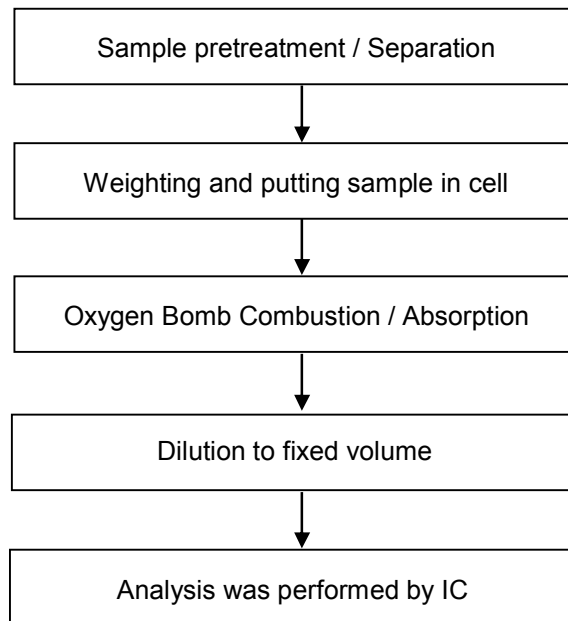 Sample pretreatment / Separation
Weighting and putting sample in cell
Oxygen Bomb Combustion / Absorption
Dilution to fixed volume
Analysis was performed by IC